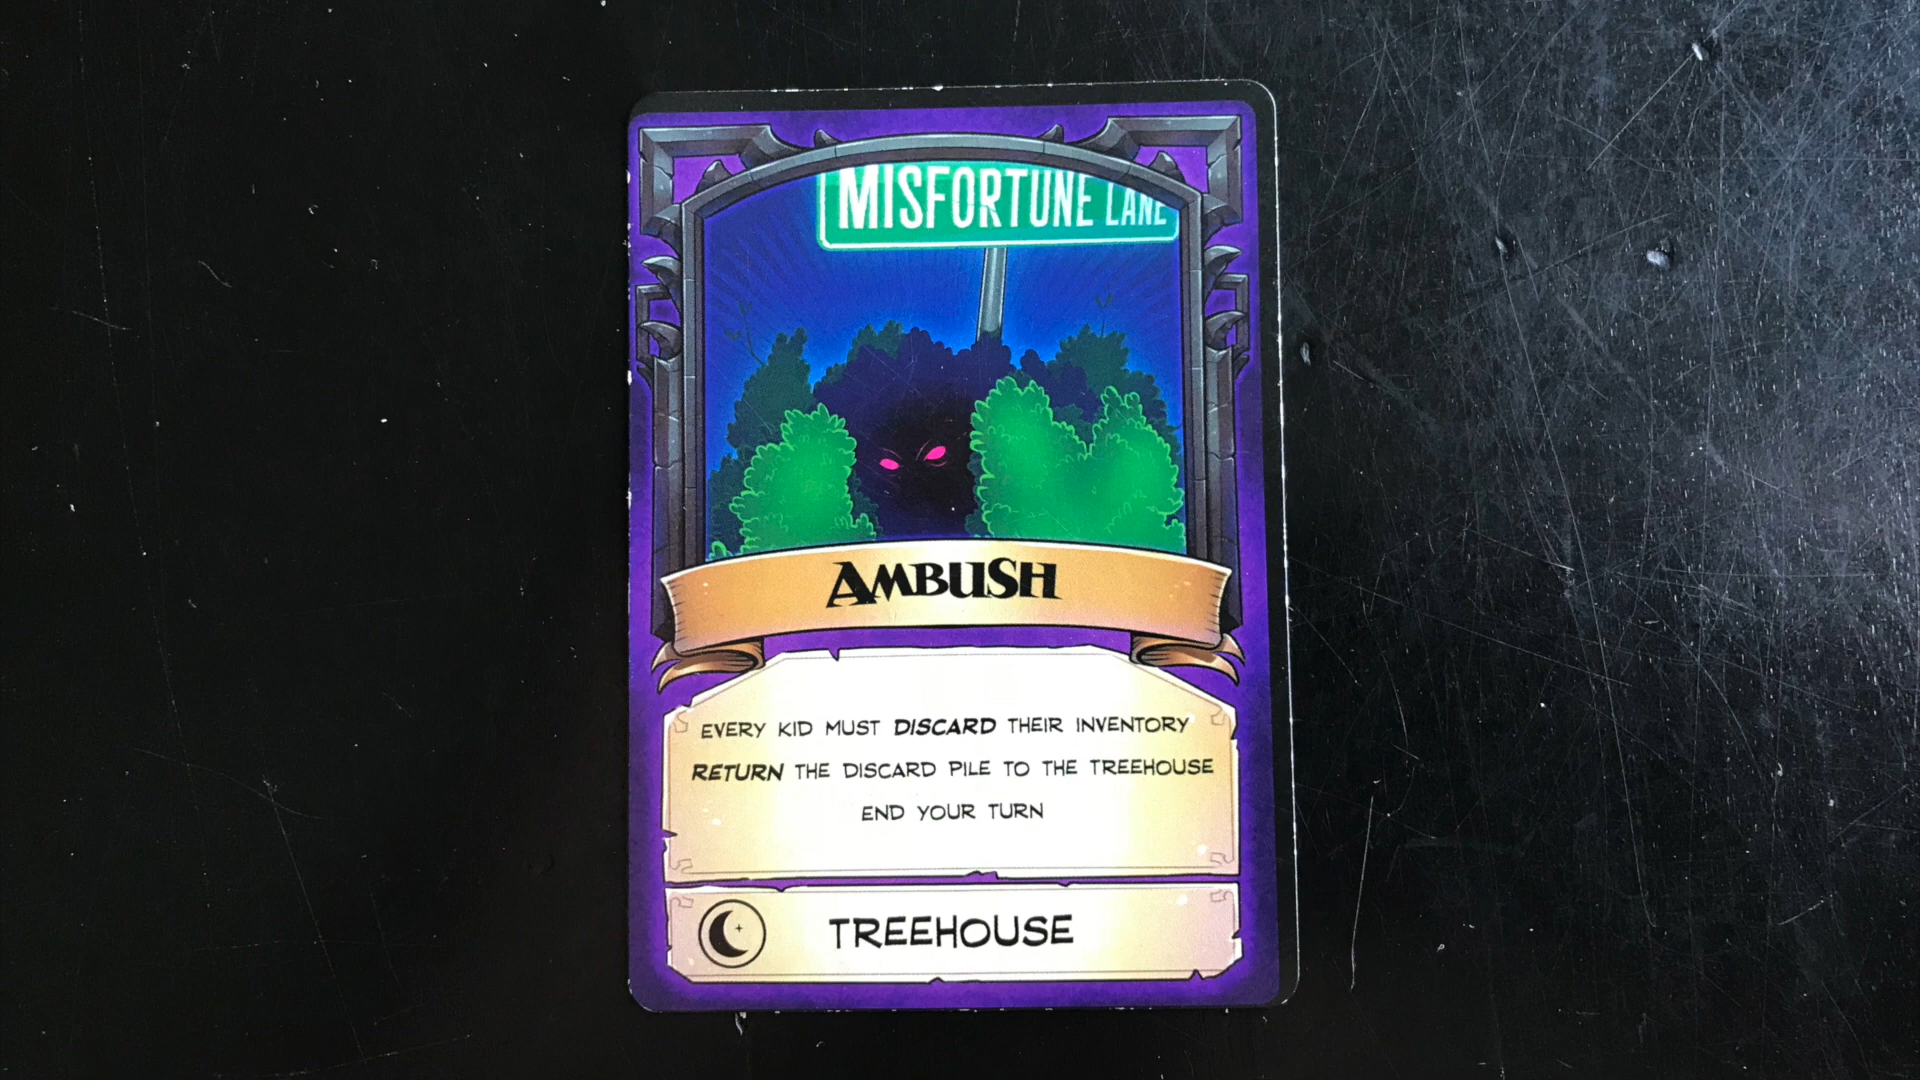 MISFORTUNE LANE
AMBUSH
EVERY KID MUST DISCARD THEIR INVENTORY
RETURN THE DISCARD PILE TO THE TREEHOUSE
END YOUR TURN
TREEHOUSE